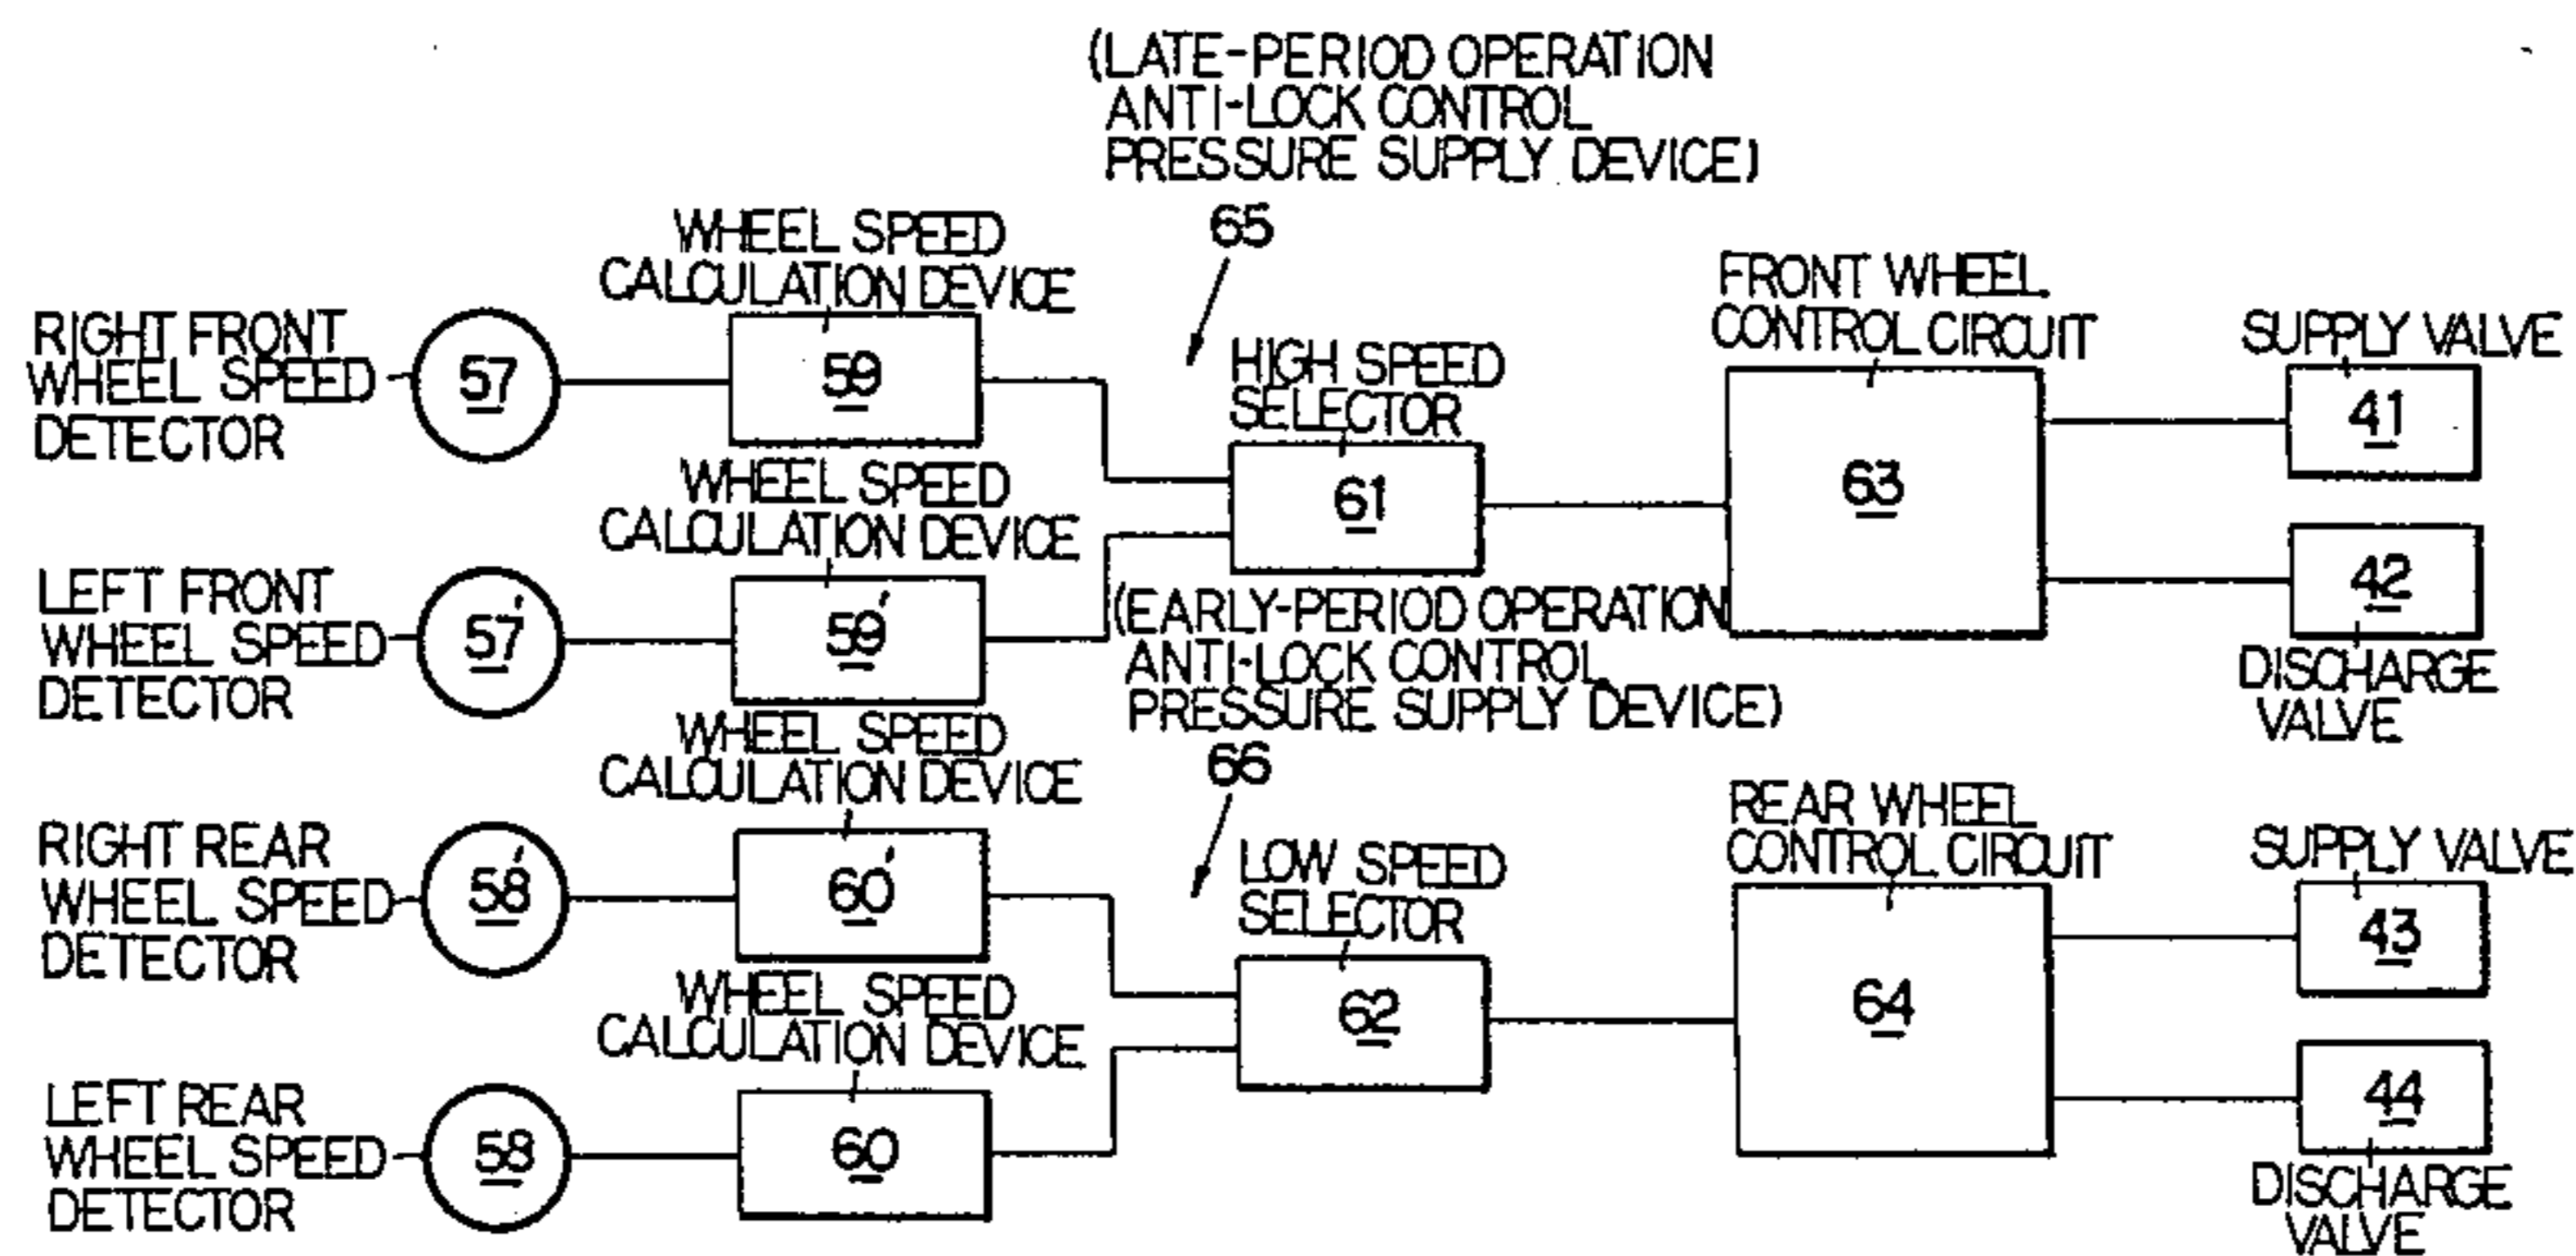 (LATE-PERIOD OPERATION
ANTI-LOCK CONTROL
PRESSURE SUPPLY DEVICE)
65
WHEEL SPEED
CALCULATION DEVICE
RIGHT FRONT
WHEEL SPEED
DETECTOR
57
59
HIGH SPEED
SELECTOR
61
FRONT WHEEL
CONTROL CIRCUIT
63
SUPPLY VALVE
41
42
DISCHARGE
VALVE
WHEEL SPEED
CALCULATION DEVICE
LEFT FRONT
WHEEL SPEED
DETECTOR
57'
59'
(EARLY-PERIOD OPERATION
ANTI-LOCK CONTROL
PRESSURE SUPPLY DEVICE)
66
WHEEL SPEED
CALCULATION DEVICE
RIGHT REAR
WHEEL SPEED
DETECTOR
58'
60'
LOW SPEED
SELECTOR
62
REAR WHEEL
CONTROL CIRCUIT
64
SUPPLY VALVE
43
44
DISCHARGE
VALVE
WHEEL SPEED
CALCULATION DEVICE
LEFT REAR
WHEEL SPEED
DETECTOR
58
60